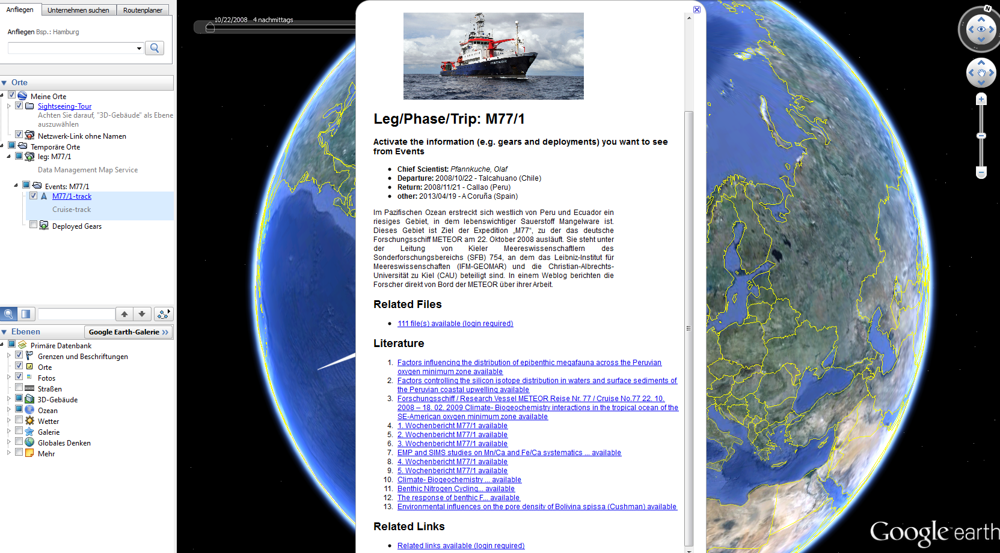 Anfliegen
Unternehmen suchen
Routenplaner
Anfliegen Bsp.: Hamburg
Orte
Meine Orte
Sightseeing-Tour
Achten Sie darauf, "3D-Gebäude" als Ebene
auszuwählen
Netzwerk-Link ohne Namen
Temporäre Orte
leg: M77/1
Data Management Map Service
Events: M77/1
M77/1-track
Cruise-track
Deployed Gears
Ebenen
Google Earth-Galerie >>
Primäre Datenbank
Grenzen und Beschriftungen
Orte
Fotos
Straßen
3D-Gebäude
Ozean
Wetter
Galerie
Globales Denken
Mehr
10/22/2008 4 nachmittags
METEOR
Leg/Phase/Trip: M77/1
Activate the information (e.g. gears and deployments) you want to see
from Events
Chief Scientist: Pfannkuche, Olaf
Departure: 2008/10/22 - Talcahuano (Chile)
Return: 2008/11/21 - Callao (Peru)
other: 2013/04/19 - A Coruña (Spain)
Im Pazifischen Ozean erstreckt sich westlich von Peru und Ecuador ein
riesiges Gebiet, in dem lebenswichtiger Sauerstoff Mangelware ist.
Dieses Gebiet ist Ziel der Expedition „M77“, zu der das deutsche
Forschungsschiff METEOR am 22. Oktober 2008 ausläuft. Sie steht unter
der Leitung von Kieler Meereswissenschaftlern des
Sonderforschungsbereichs (SFB) 754, an dem das Leibniz-Institut für
Meereswissenschaften (IFM-GEOMAR) und die Christian-Albrechts-
Universität zu Kiel (CAU) beteiligt sind. In einem Weblog berichten die
Forscher direkt von Bord der METEOR über ihrer Arbeit.
Related Files
111 file(s) available (login required)
Literature
1. Factors influencing the distribution of epibenthic megafauna across the Peruvian
oxygen minimum zone available
2. Factors controlling the silicon isotope distribution in waters and surface sediments of
the Peruvian coastal upwelling available
3. Forschungsschiff / Research Vessel METEOR Reise Nr. 77 / Cruise No.77 22. 10.
2008 – 18. 02. 2009 Climate- Biogeochemistry interactions in the tropical ocean of the
SE-American oxygen minimum zone available
4. 1. Wochenbericht M77/1 available
5. 2. Wochenbericht M77/1 available
6. 3. Wochenbericht M77/1 available
7. EMP and SIMS studies on Mn/Ca and Fe/Ca systematics ... available
8. 4. Wochenbericht M77/1 available
9. 5. Wochenbericht M77/1 available
10. Climate- Biogeochemistry ... available
11. Benthic Nitrogen Cycling... available
12. The response of benthic F... available
13. Environmental influences on the pore density of Bolivina spissa (Cushman) available
Related Links
Related links available (login required)
N
Google earth